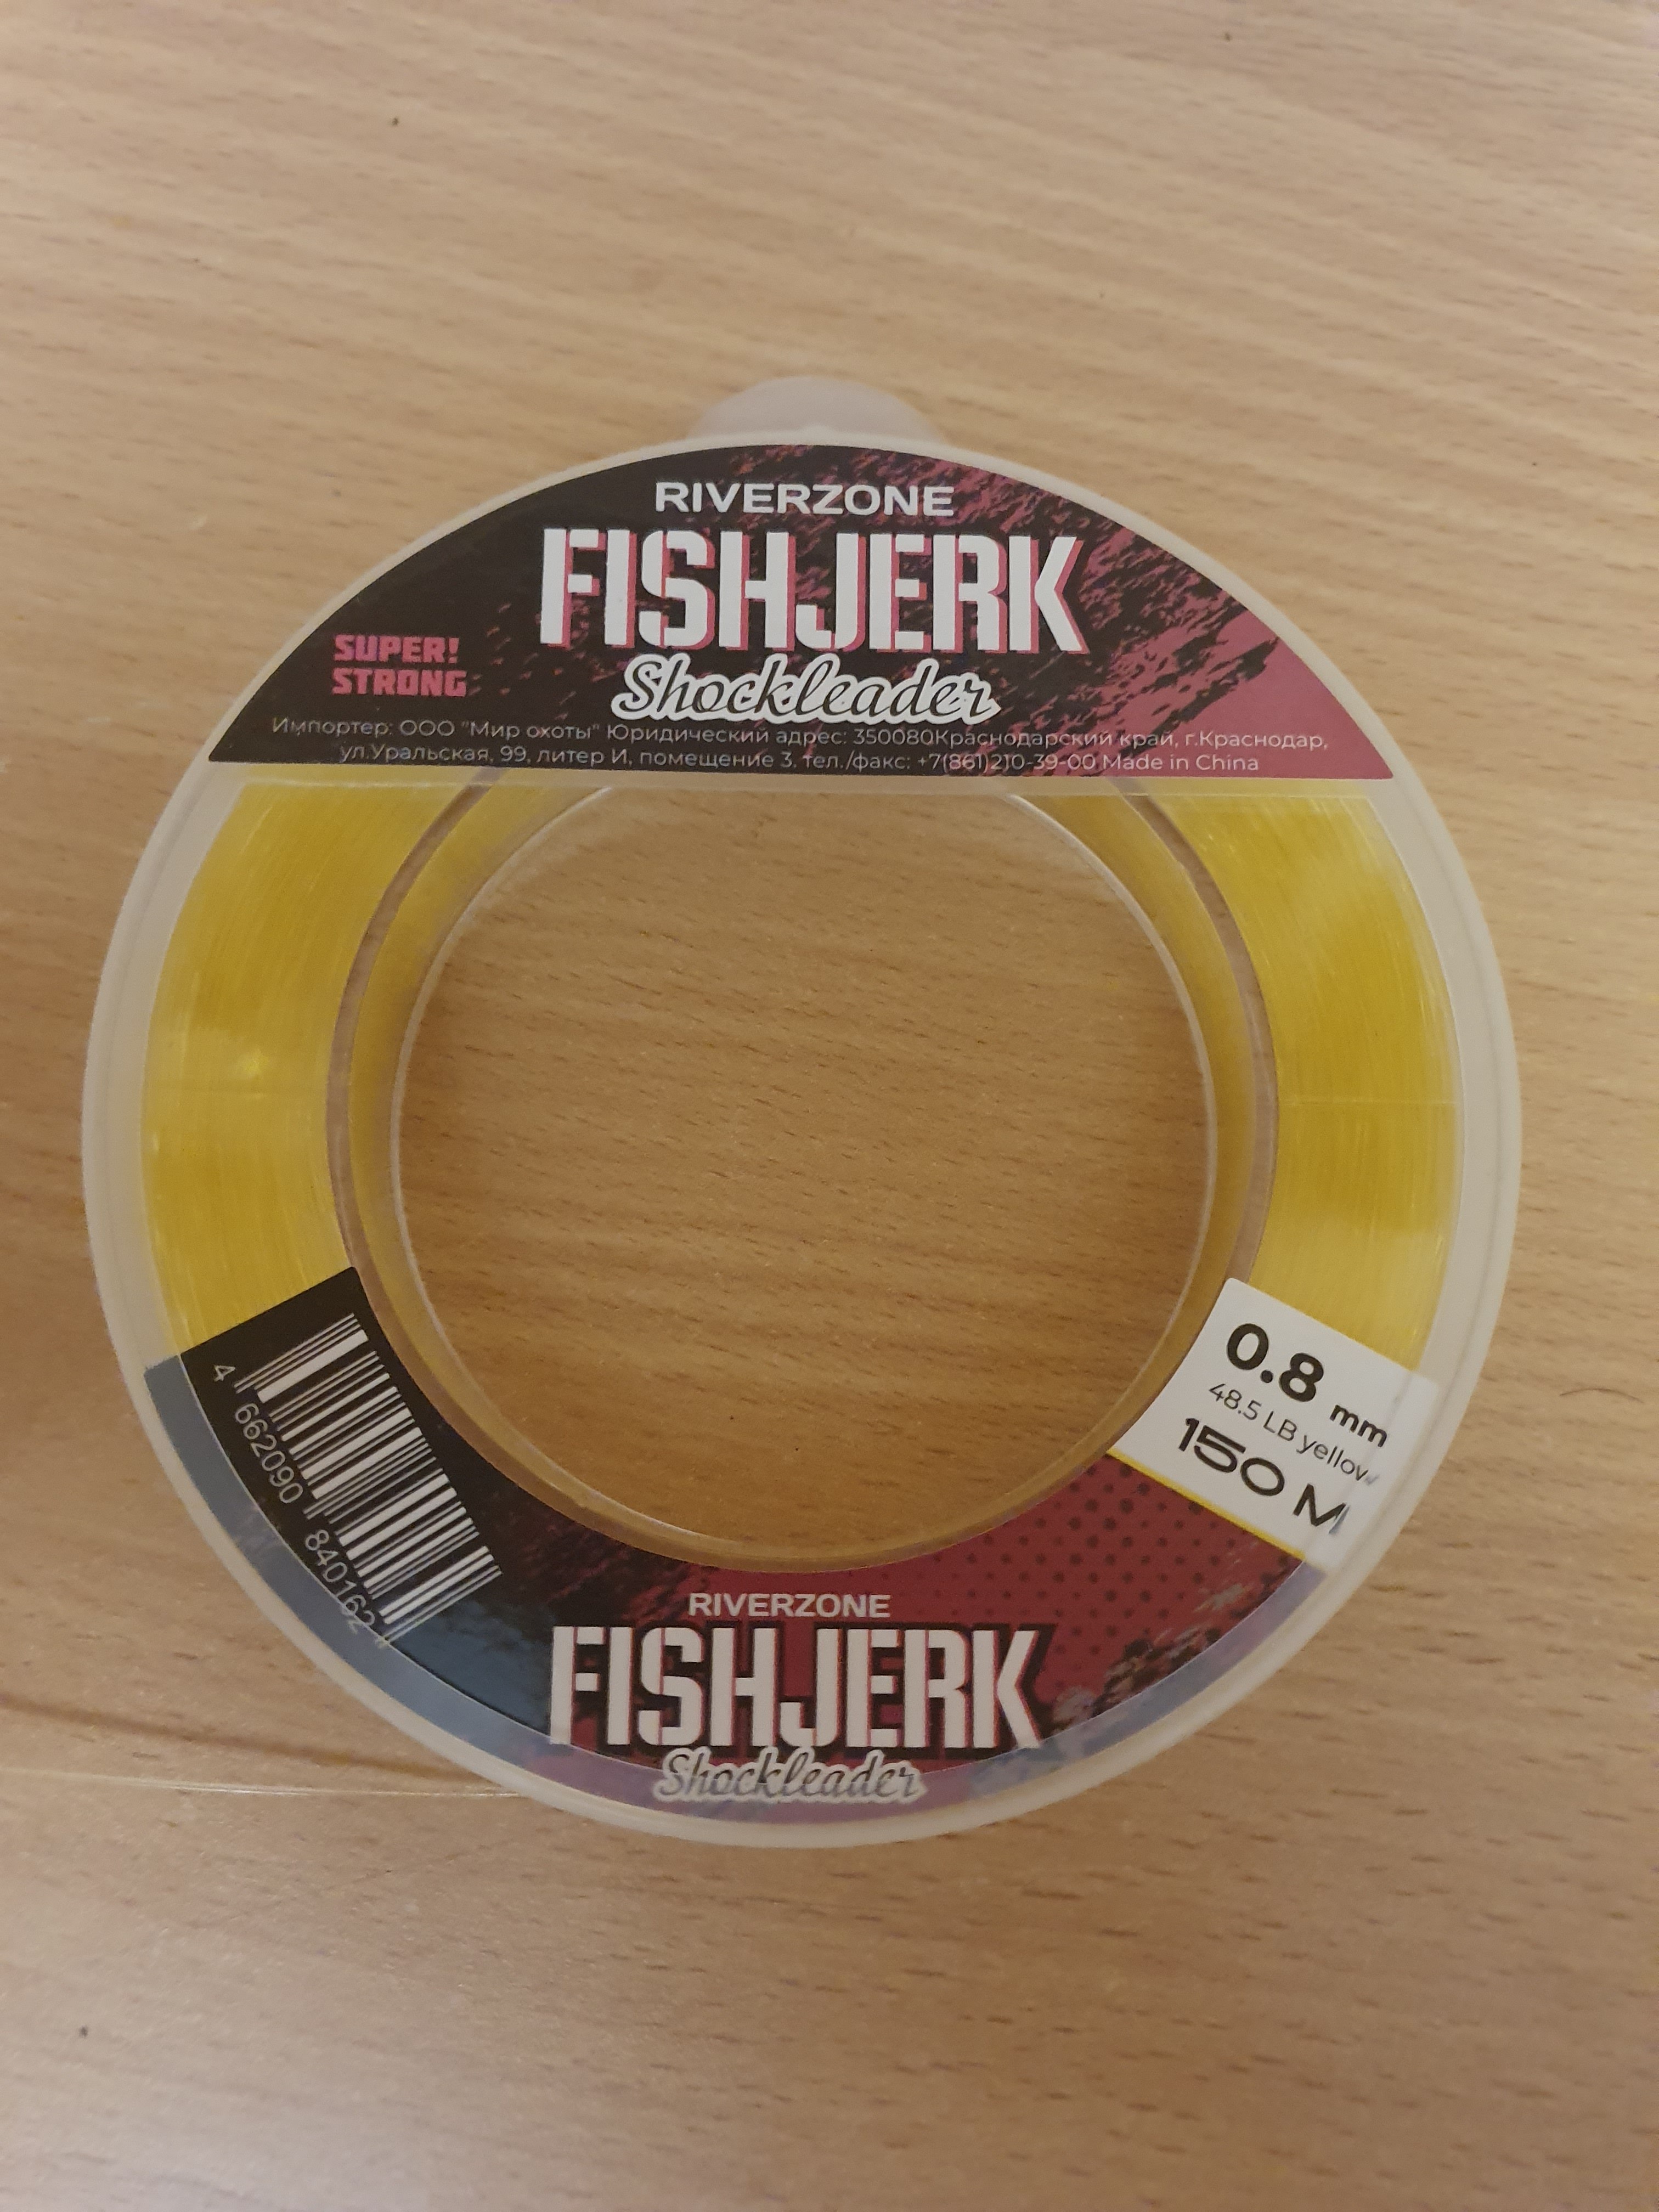 RIVERZONE
FISHJERK
SUPER!
STRONG
Shockleader
Импортер: ООО "Мир охоты" Юридический адрес: 350080Краснодарский край, г.Краснодар,
ул.Уральская, 99, литер И, помещение 3. тел./факс: +7(861)210-39-00 Made in China
0.8 mm
48.5 LB yellow
150 M
4 662090 840162
RIVERZONE
FISHJERK
Shockleader